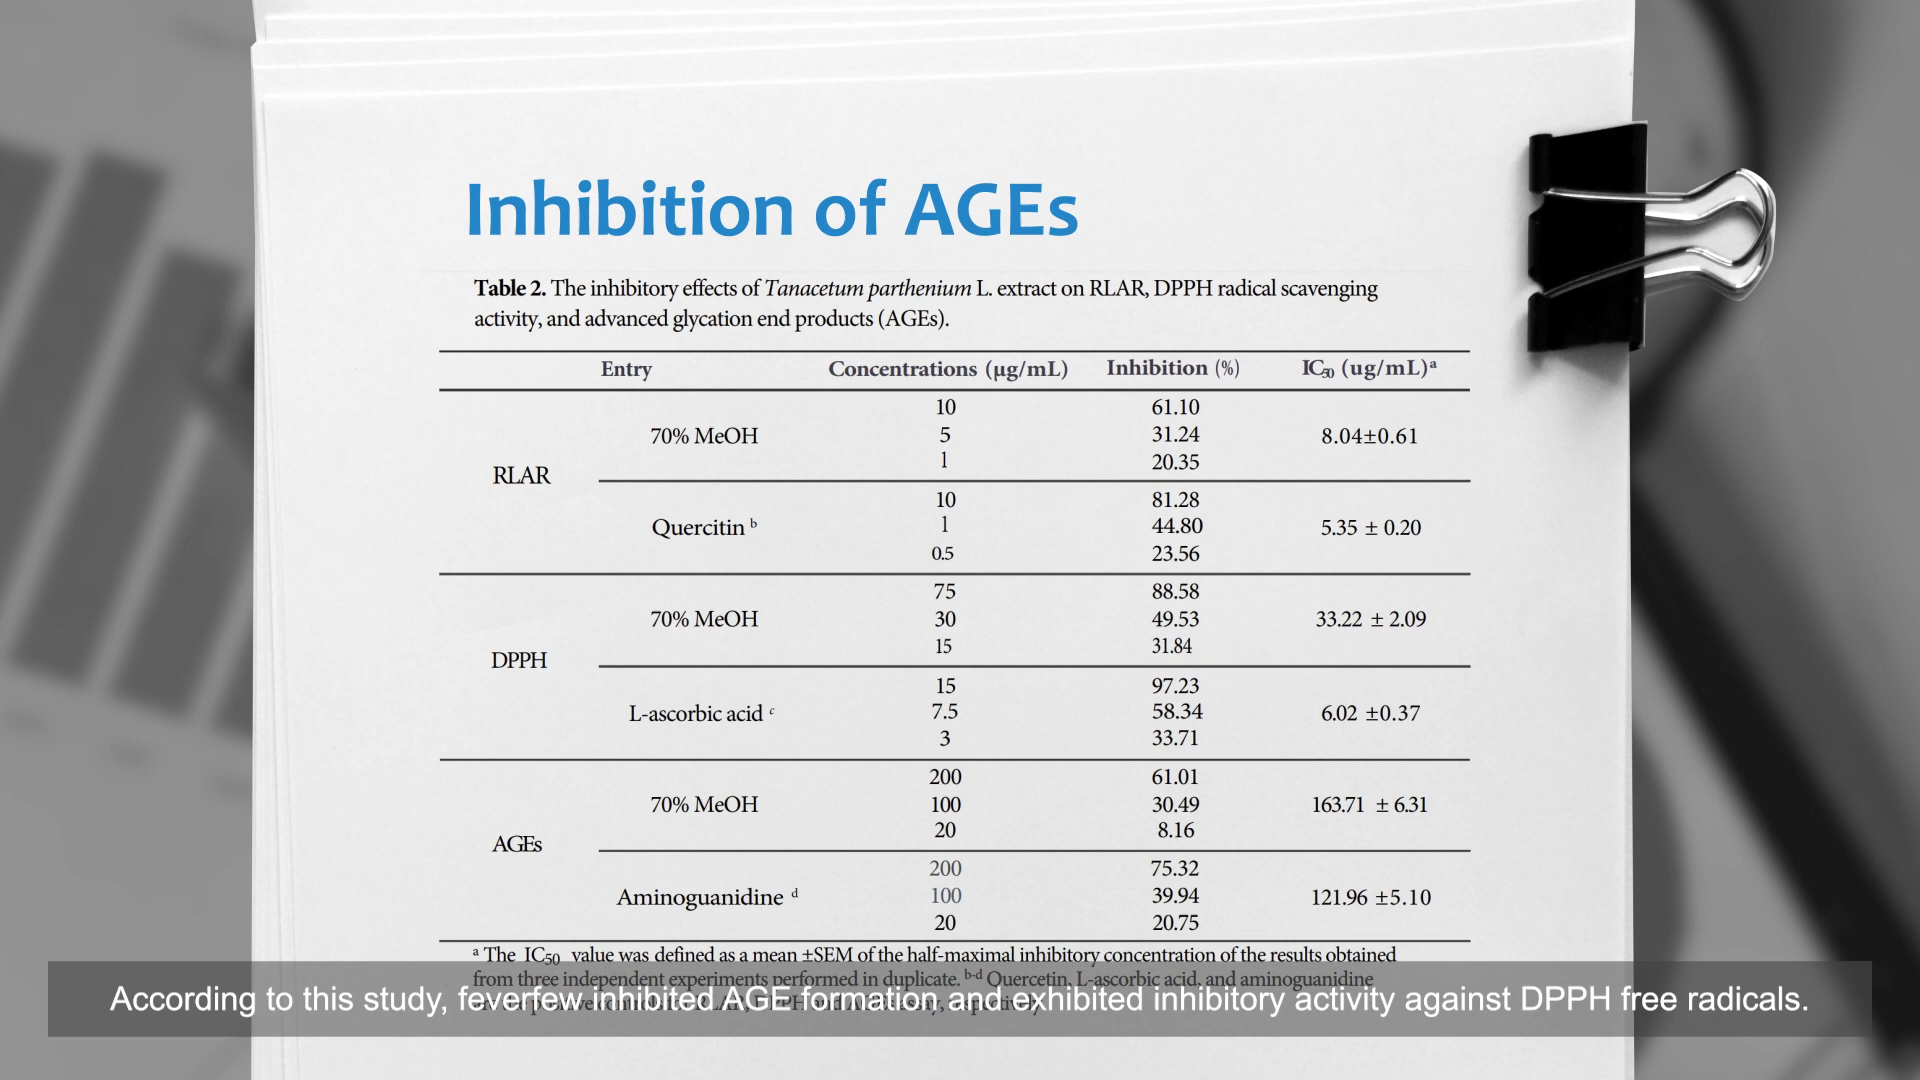 Inhibition of AGEs
Table 2. The inhibitory effects of Tanacetum parthenium L. extract on RLAR, DPPH radical scavenging
activity, and advanced glycation end products (AGEs).
Entry Concentrations (µg/mL) Inhibition (%) IC50 (ug/mL)a
RLAR
70% MeOH
10 61.10
5 31.24 8.04±0.61
1 20.35
Quercitin b
10 81.28
1 44.80 5.35 ± 0.20
0.5 23.56
DPPH
70% MeOH
75 88.58
30 49.53 33.22 ± 2.09
15 31.84
L-ascorbic acid c
15 97.23
7.5 58.34 6.02 ±0.37
3 33.71
AGEs
70% MeOH
200 61.01
100 30.49 163.71 ± 6.31
20 8.16
Aminoguanidine d
200 75.32
100 39.94 121.96 ±5.10
20 20.75
a The IC50 value was defined as a mean ±SEM of the half-maximal inhibitory concentration of the results obtained
from three independent experiments performed in duplicate. b-d Quercetin, L-ascorbic acid, and aminoguanidine
According to this study, feverfew inhibited AGE formation, and exhibited inhibitory activity against DPPH free radicals.